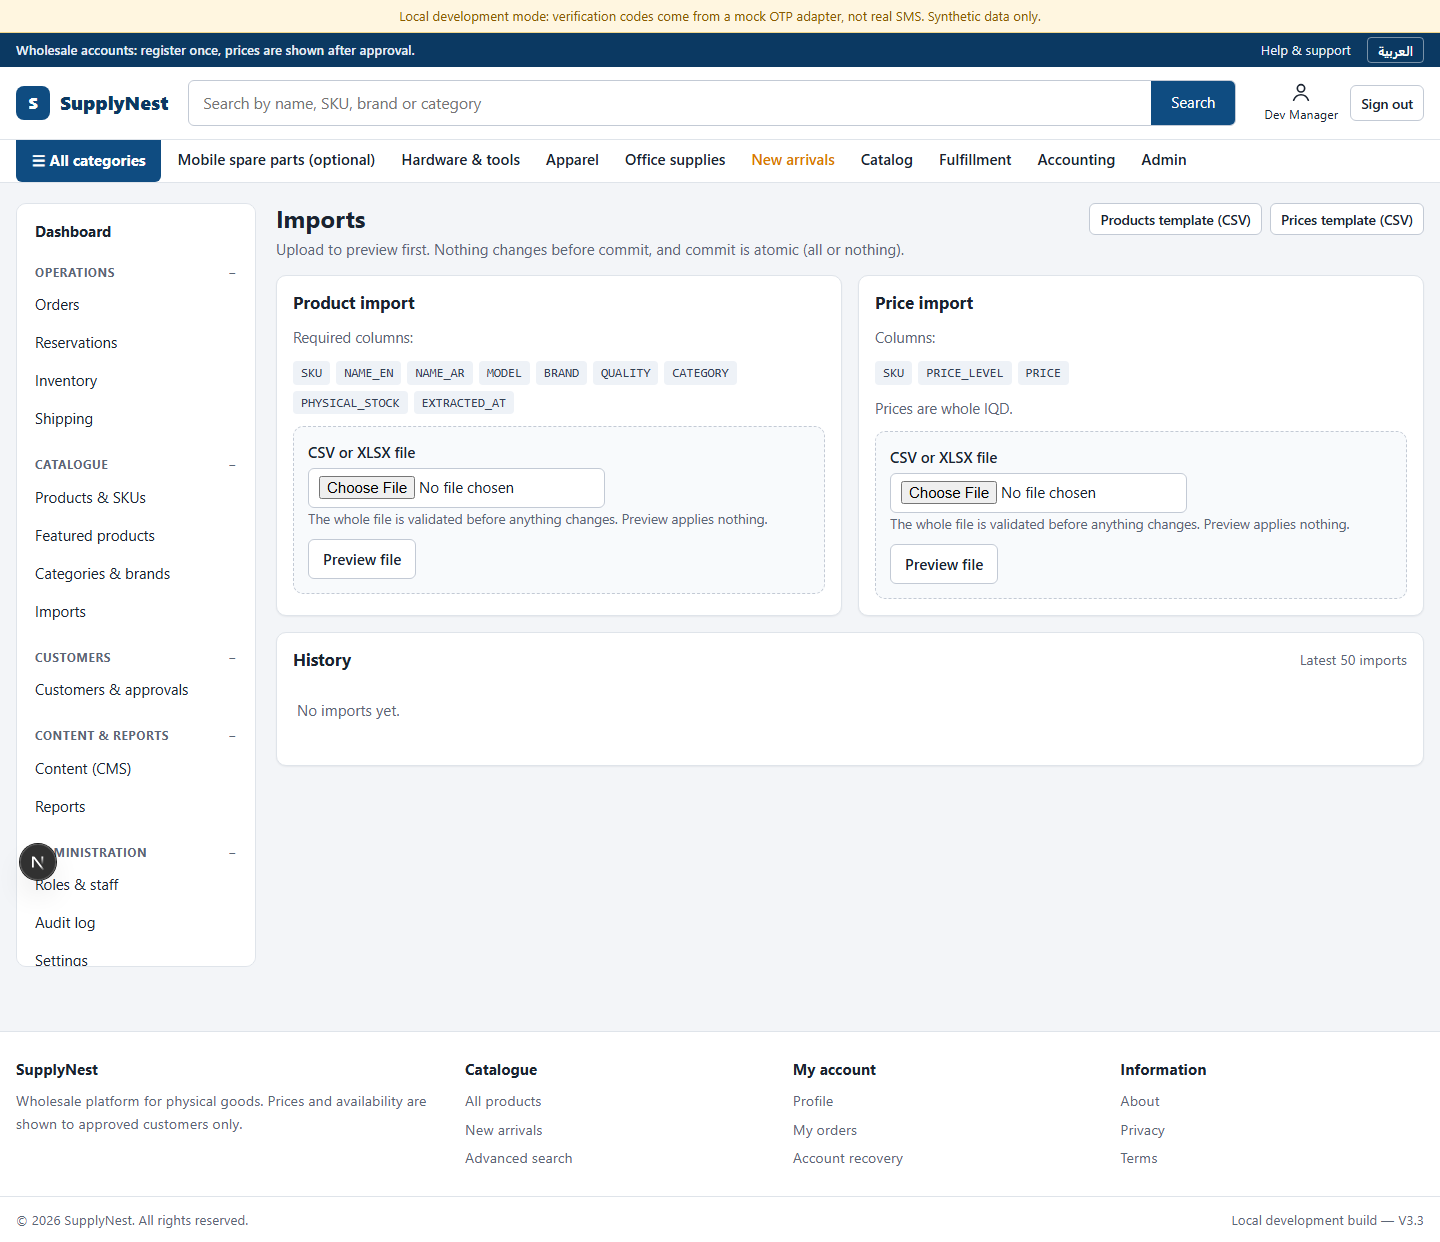 Local development mode: verification codes come from a mock OTP adapter, not real SMS. Synthetic data only.
Wholesale accounts: register once, prices are shown after approval.
Help & support
العربية
S SupplyNest
Search by name, SKU, brand or category
Search
Dev Manager
Sign out
☰ All categories
Mobile spare parts (optional)
Hardware & tools
Apparel
Office supplies
New arrivals
Catalog
Fulfillment
Accounting
Admin
Dashboard
OPERATIONS –
Orders
Reservations
Inventory
Shipping
CATALOGUE –
Products & SKUs
Featured products
Categories & brands
Imports
CUSTOMERS –
Customers & approvals
CONTENT & REPORTS –
Content (CMS)
Reports
MINISTRATION –
N
Roles & staff
Audit log
Settings
Imports
Upload to preview first. Nothing changes before commit, and commit is atomic (all or nothing).
Products template (CSV)
Prices template (CSV)
Product import
Required columns:
SKU NAME_EN NAME_AR MODEL BRAND QUALITY CATEGORY
PHYSICAL_STOCK EXTRACTED_AT
CSV or XLSX file
Choose File No file chosen
The whole file is validated before anything changes. Preview applies nothing.
Preview file
Price import
Columns:
SKU PRICE_LEVEL PRICE
Prices are whole IQD.
CSV or XLSX file
Choose File No file chosen
The whole file is validated before anything changes. Preview applies nothing.
Preview file
History
Latest 50 imports
No imports yet.
SupplyNest
Wholesale platform for physical goods. Prices and availability are
shown to approved customers only.
Catalogue
All products
New arrivals
Advanced search
My account
Profile
My orders
Account recovery
Information
About
Privacy
Terms
© 2026 SupplyNest. All rights reserved.
Local development build — V3.3